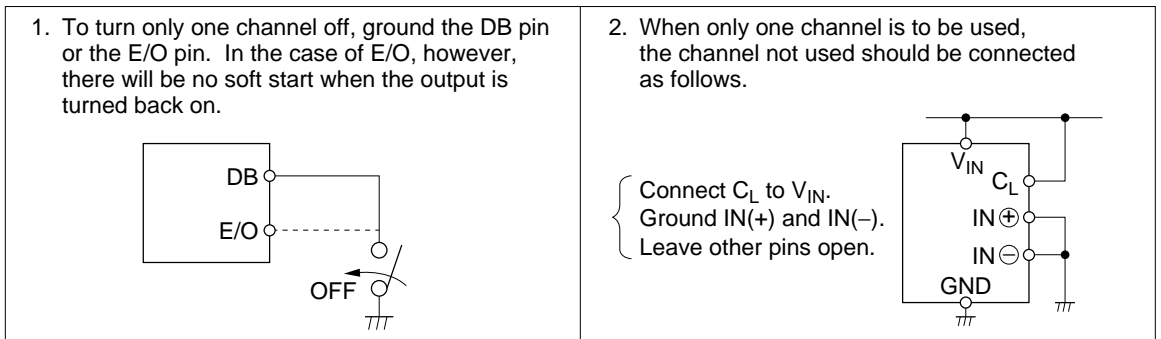 1. To turn only one channel off, ground the DB pin
or the E/O pin. In the case of E/O, however,
there will be no soft start when the output is
turned back on.
DB
E/O
OFF
2. When only one channel is to be used,
the channel not used should be connected
as follows.
Connect CL to VIN.
Ground IN(+) and IN(−).
Leave other pins open.
VIN
CL
IN ⊕
IN ⊖
GND